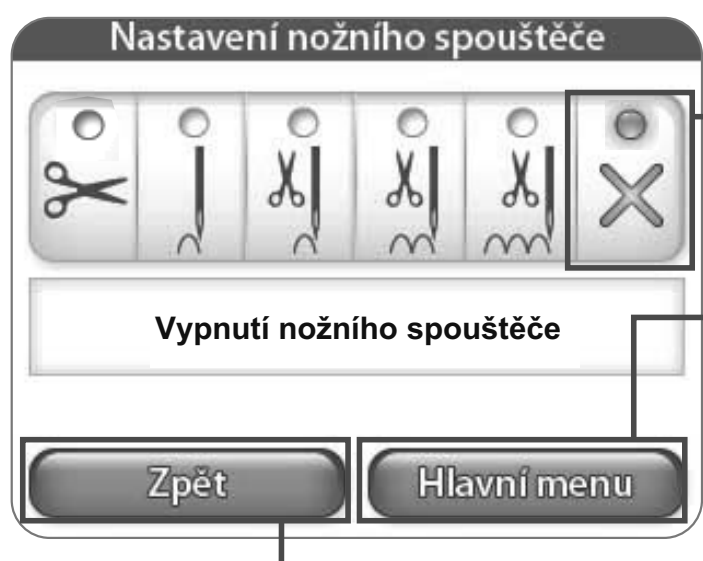 Nastavení nožního spouštěče
Vypnutí nožního spouštěče
Zpět
Hlavní menu